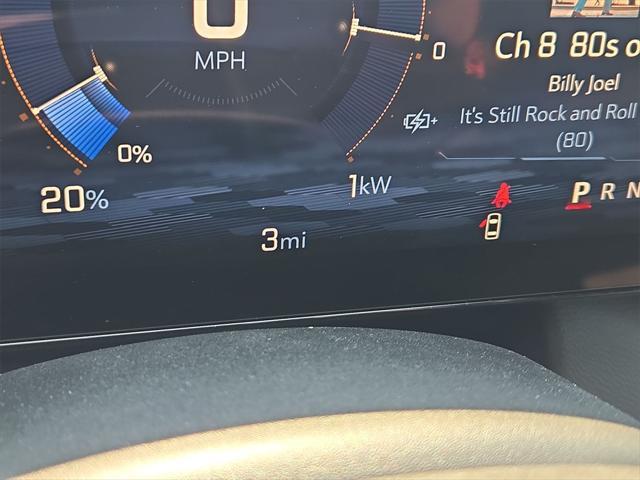 0
MPH
0
Ch 8 80s o
Billy Joel
It's Still Rock and Roll
(80)
0%
20%
1kW
P R N
3mi